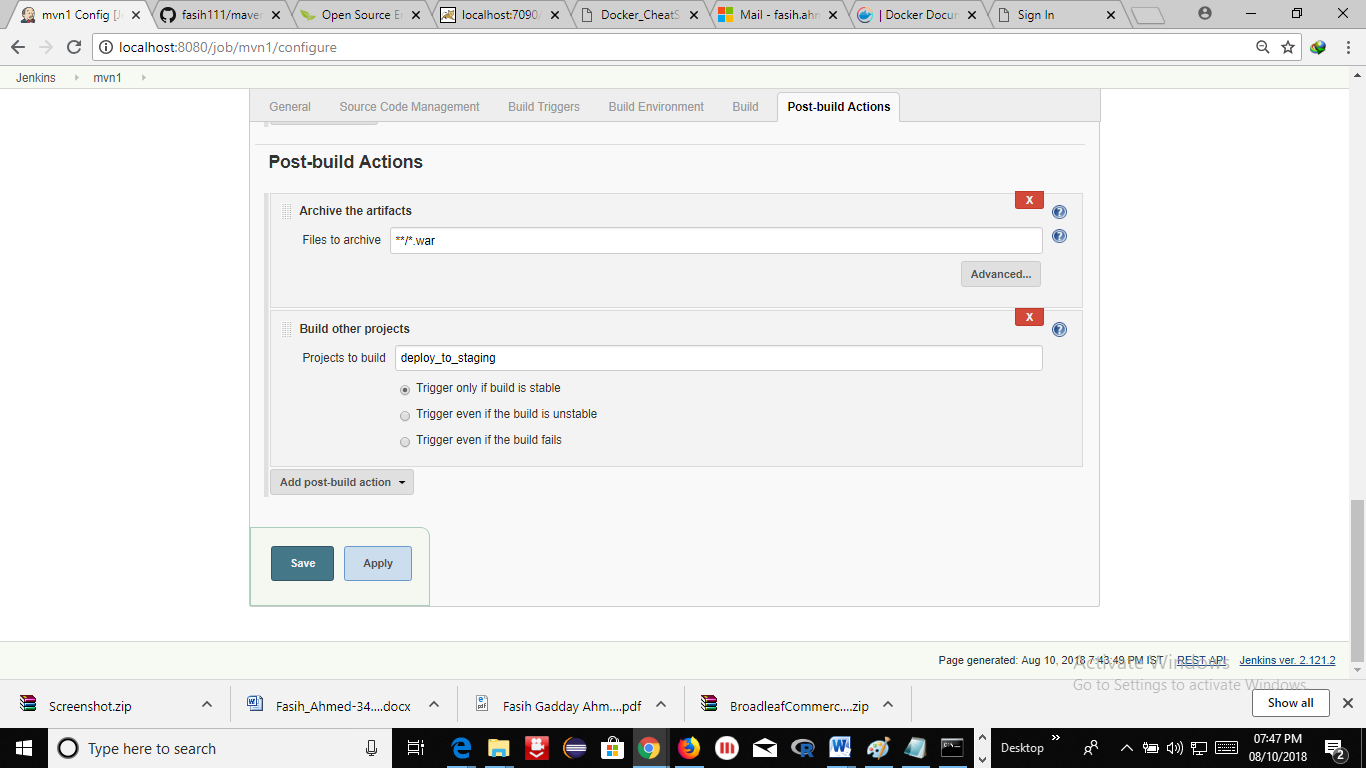 mvn1 Config [J
fasih111/maven
Open Source E
localhost:7090/
Docker_CheatS
Mail - fasih.ahm
| Docker Docu
Sign In
localhost:8080/job/mvn1/configure
Jenkins mvn1
General Source Code Management Build Triggers Build Environment Build Post-build Actions
Post-build Actions
X
Archive the artifacts
Files to archive **/*.war
Advanced...
X
Build other projects
Projects to build deploy_to_staging
Trigger only if build is stable
Trigger even if the build is unstable
Trigger even if the build fails
Add post-build action
Save Apply
Page generated: Aug 10, 2018 7:43:49 PM IST REST API Jenkins ver. 2.121.2
Activate Windows
Go to Settings to activate Windows.
Screenshot.zip Fasih_Ahmed-34....docx Fasih Gadday Ahm....pdf BroadleafCommerc....zip Show all
Type here to search Desktop 07:47 PM
08/10/2018
2